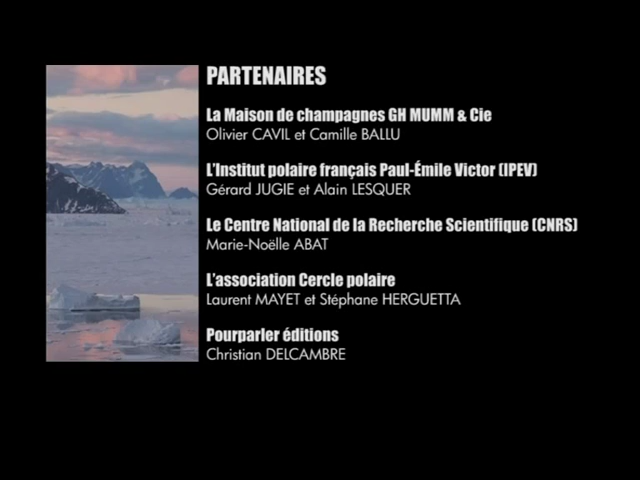 PARTENAIRES
La Maison de champagnes GH MUMM & Cie
Olivier CAVIL et Camille BALLU
L'Institut polaire français Paul-Émile Victor (IPEV)
Gérard JUGIE et Alain LESQUER
Le Centre National de la Recherche Scientifique (CNRS)
Marie-Noëlle ABAT
L'association Cercle polaire
Laurent MAYET et Stéphane HERGUETTA
Pourparler éditions
Christian DELCAMBRE